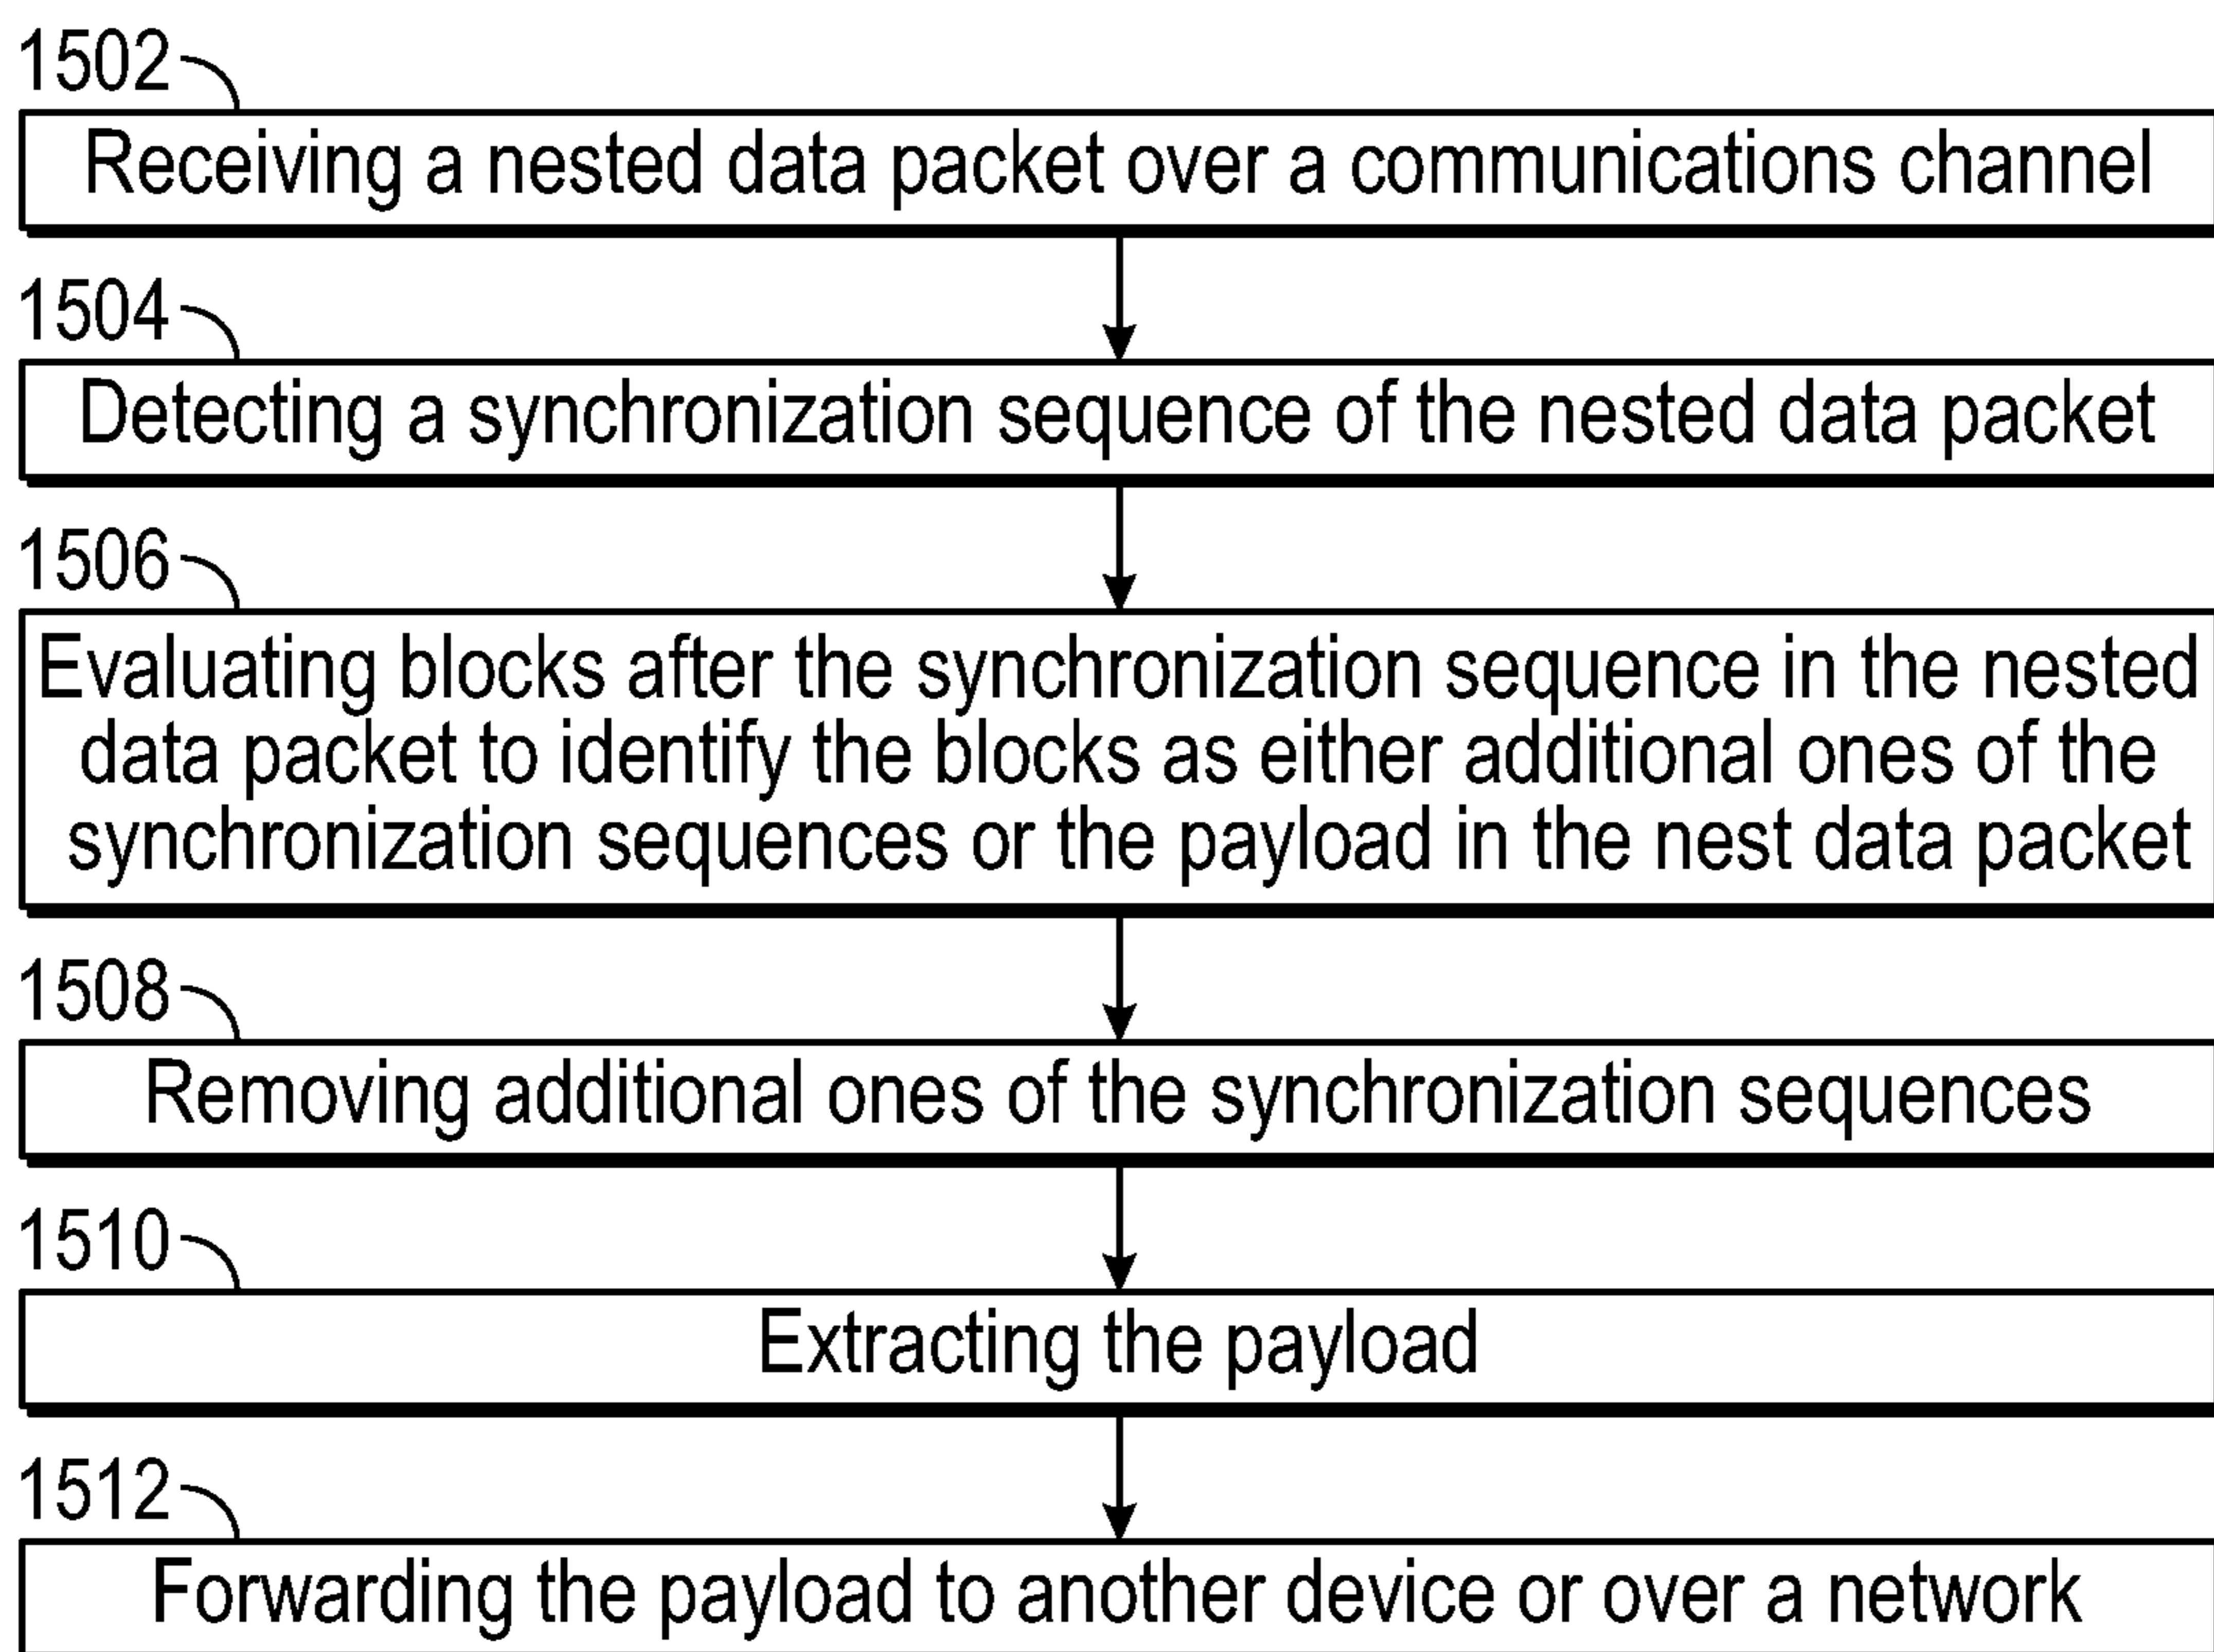 1502
Receiving a nested data packet over a communications channel
1504
Detecting a synchronization sequence of the nested data packet
1506
Evaluating blocks after the synchronization sequence in the nested
data packet to identify the blocks as either additional ones of the
synchronization sequences or the payload in the nest data packet
1508
Removing additional ones of the synchronization sequences
1510
Extracting the payload
1512
Forwarding the payload to another device or over a network